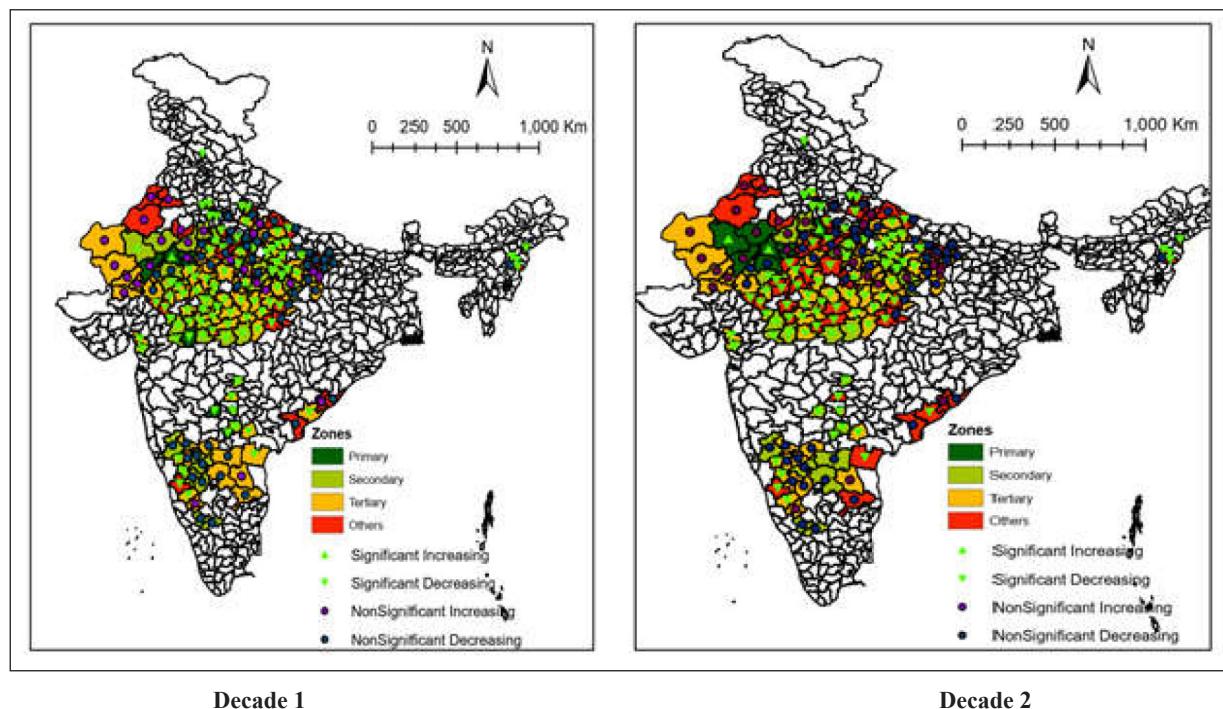 N
0 250 500 1,000 Km
Zones
Primary
Secondary
Tertiary
Others
Significant Increasing
Significant Decreasing
NonSignificant Increasing
NonSignificant Decreasing
N
0 250 500 1,000 Km
Zones
Primary
Secondary
Tertiary
Others
Significant Increasing
Significant Decreasing
NonSignificant Increasing
NonSignificant Decreasing
Decade 1
Decade 2